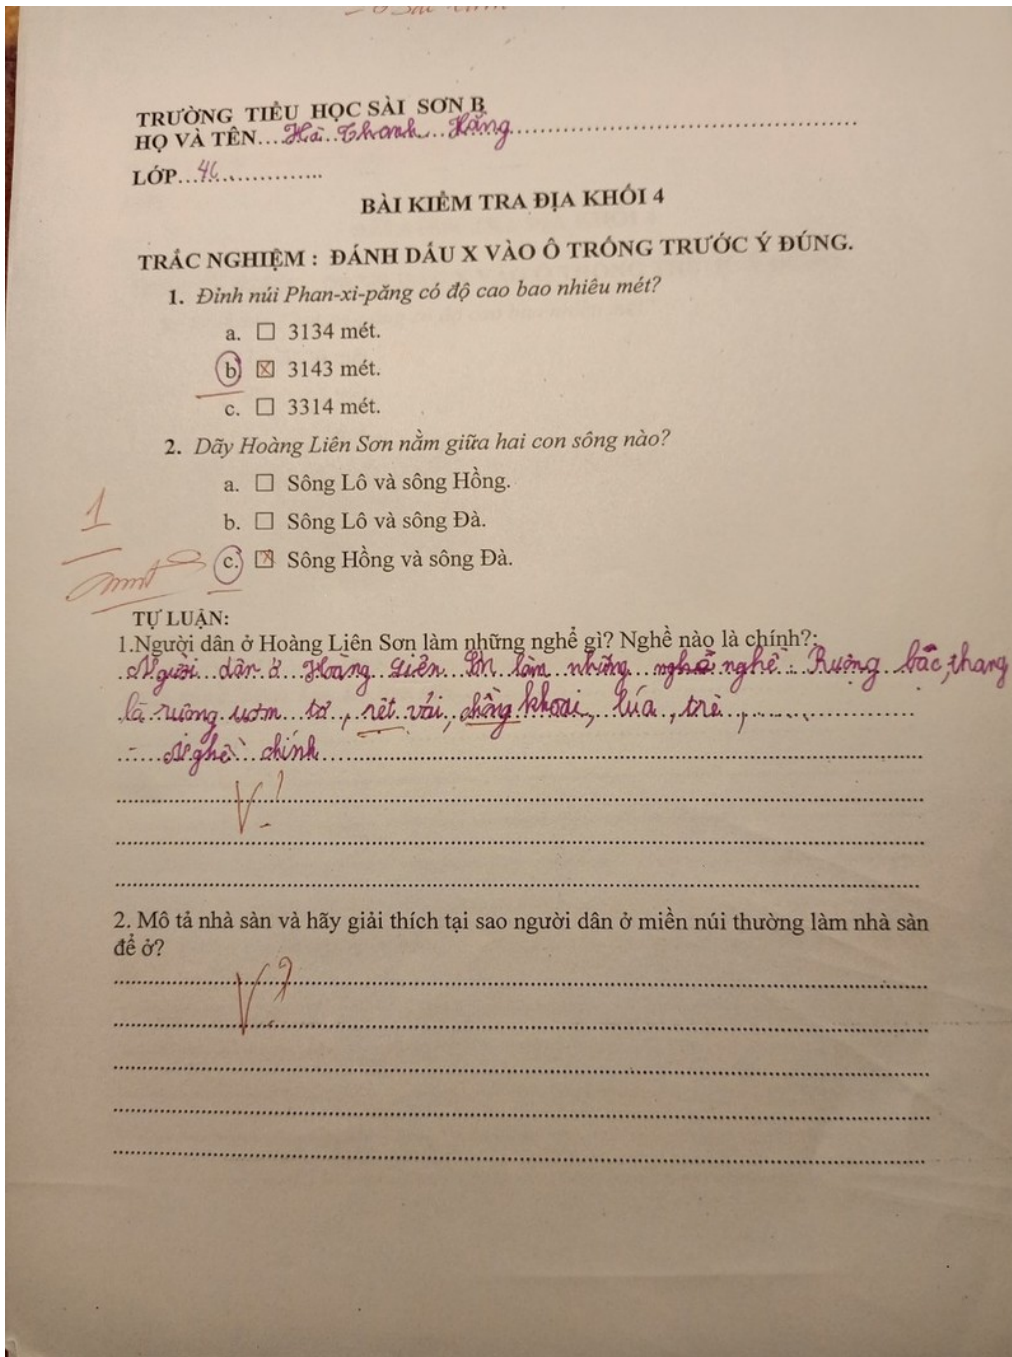 TRƯỜNG TIỂU HỌC SÀI SƠN B
HỌ VÀ TÊN...Hà Thanh Hằng
LỚP...4C
BÀI KIỂM TRA ĐỊA KHỐI 4
TRẮC NGHIỆM : ĐÁNH DẤU X VÀO Ô TRỐNG TRƯỚC Ý ĐÚNG.
1. Đỉnh núi Phan-xi-păng có độ cao bao nhiêu mét?
a. ☐ 3134 mét.
b. ☒ 3143 mét.
c. ☐ 3314 mét.
2. Dãy Hoàng Liên Sơn nằm giữa hai con sông nào?
a. ☐ Sông Lô và sông Hồng.
1
b. ☐ Sông Lô và sông Đà.
c. ☒ Sông Hồng và sông Đà.
TỰ LUẬN:
1.Người dân ở Hoàng Liên Sơn làm những nghề gì? Nghề nào là chính?:
Người dân ở Hoàng Liên Sơn làm những nghề : Ruộng bắc, thang
là ruộng ươm tơ, rệt vải, chồng khoai, lúa, trè,
- Nghề chính
V ?
2. Mô tả nhà sàn và hãy giải thích tại sao người dân ở miền núi thường làm nhà sàn
để ở?
V ?